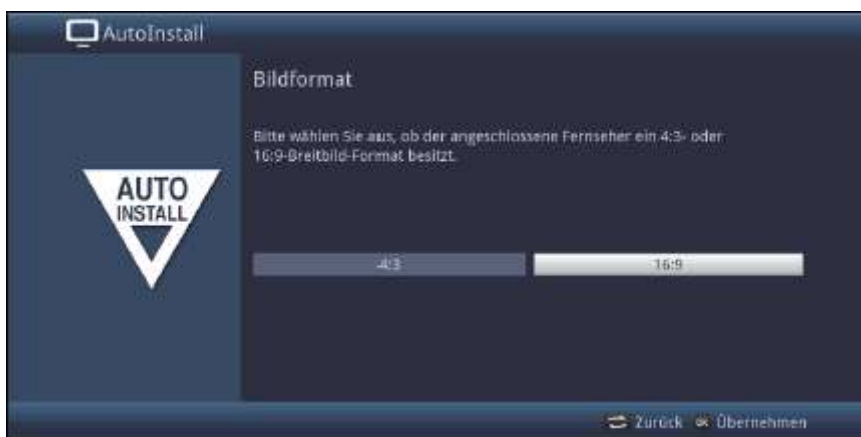 AutoInstall
Bildformat
Bitte wählen Sie aus, ob der angeschlossene Fernseher ein 4:3- oder
16:9-Breitbild-Format besitzt.
AUTO
INSTALL
4:3
16:9
Zurück OK Übernehmen